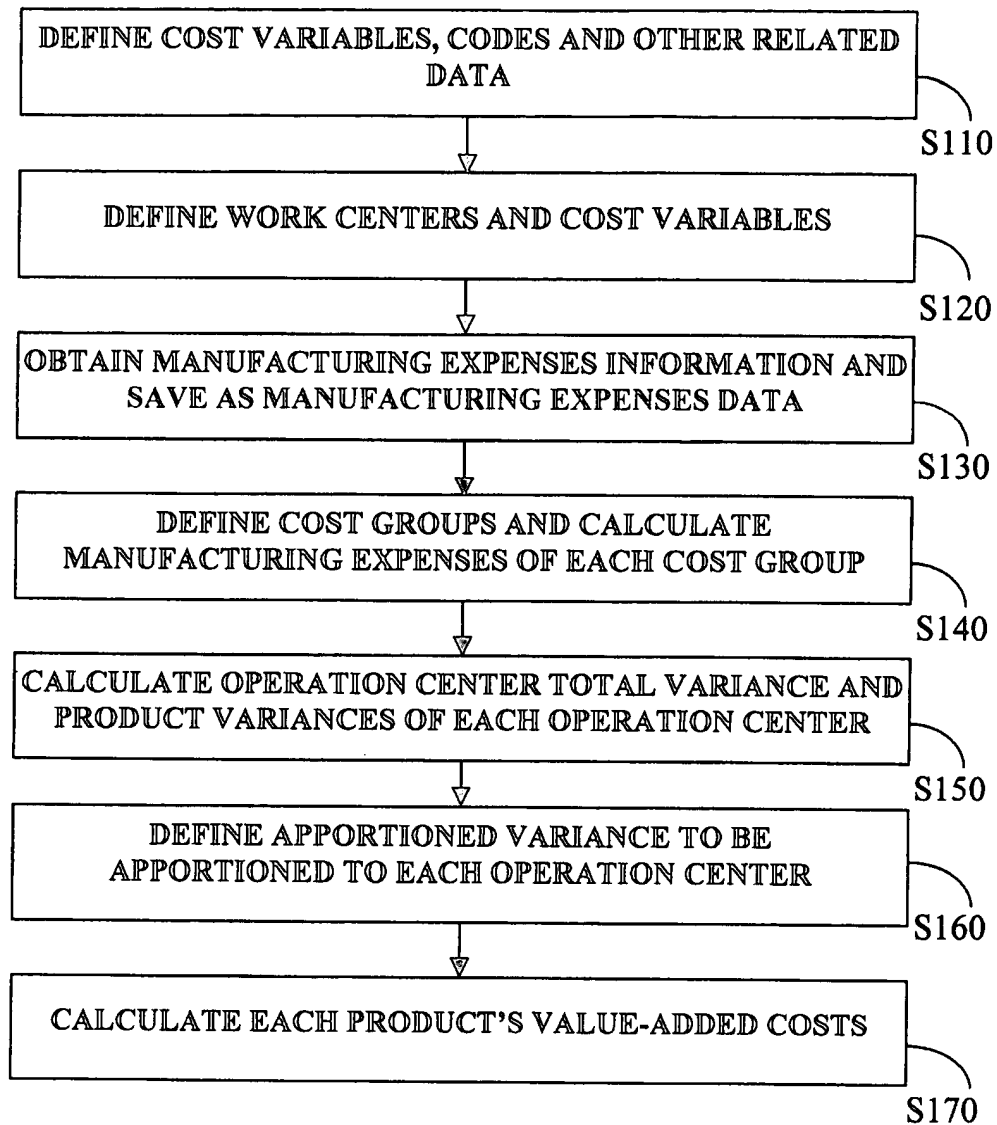 DEFINE COST VARIABLES, CODES AND OTHER RELATED
DATA
S110
DEFINE WORK CENTERS AND COST VARIABLES
S120
OBTAIN MANUFACTURING EXPENSES INFORMATION AND
SAVE AS MANUFACTURING EXPENSES DATA
S130
DEFINE COST GROUPS AND CALCULATE
MANUFACTURING EXPENSES OF EACH COST GROUP
S140
CALCULATE OPERATION CENTER TOTAL VARIANCE AND
PRODUCT VARIANCES OF EACH OPERATION CENTER
S150
DEFINE APPORTIONED VARIANCE TO BE
APPORTIONED TO EACH OPERATION CENTER
S160
CALCULATE EACH PRODUCT'S VALUE-ADDED COSTS
S170